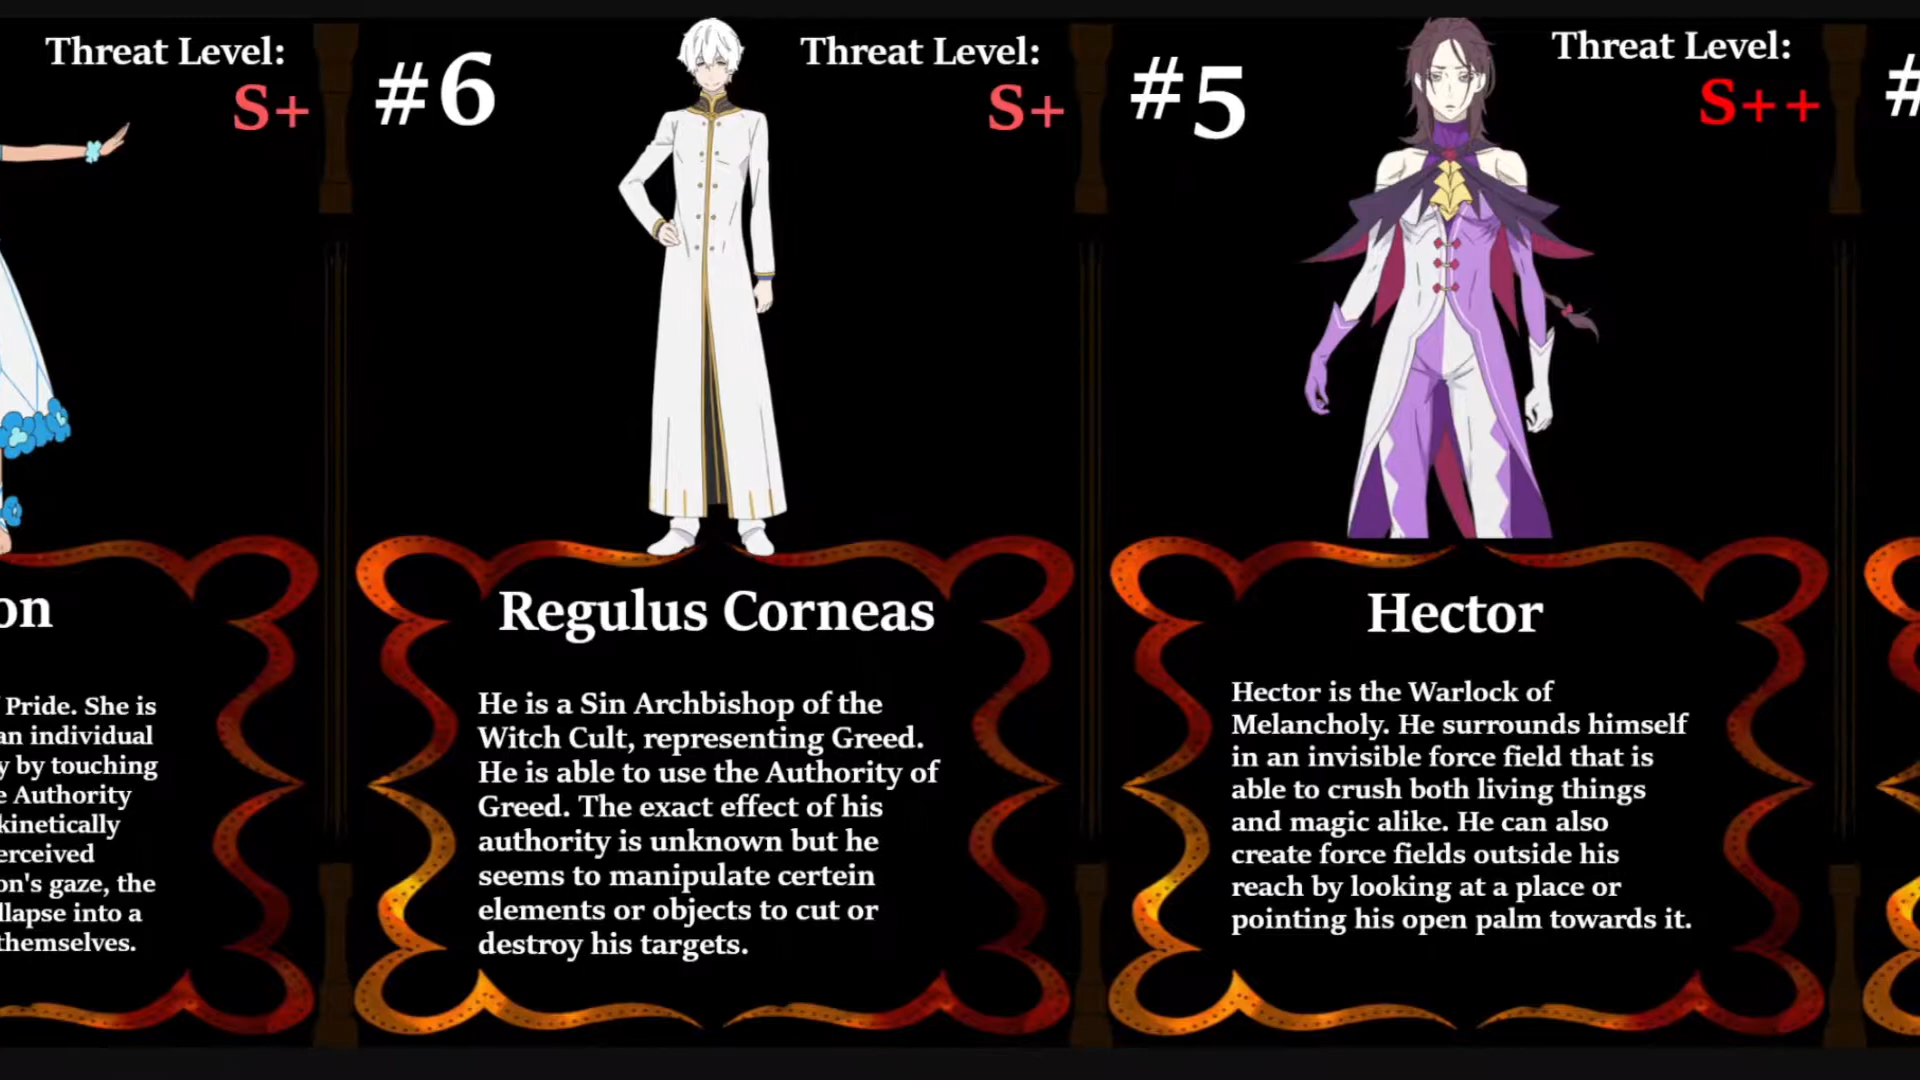 Threat Level:
S+
on
Pride. She is
an individual
y by touching
e Authority
kinetically
erceived
on's gaze, the
llapse into a
themselves.
#6
Threat Level:
S+
Regulus Corneas
He is a Sin Archbishop of the
Witch Cult, representing Greed.
He is able to use the Authority of
Greed. The exact effect of his
authority is unknown but he
seems to manipulate certein
elements or objects to cut or
destroy his targets.
#5
Threat Level:
S++
Hector
Hector is the Warlock of
Melancholy. He surrounds himself
in an invisible force field that is
able to crush both living things
and magic alike. He can also
create force fields outside his
reach by looking at a place or
pointing his open palm towards it.
#